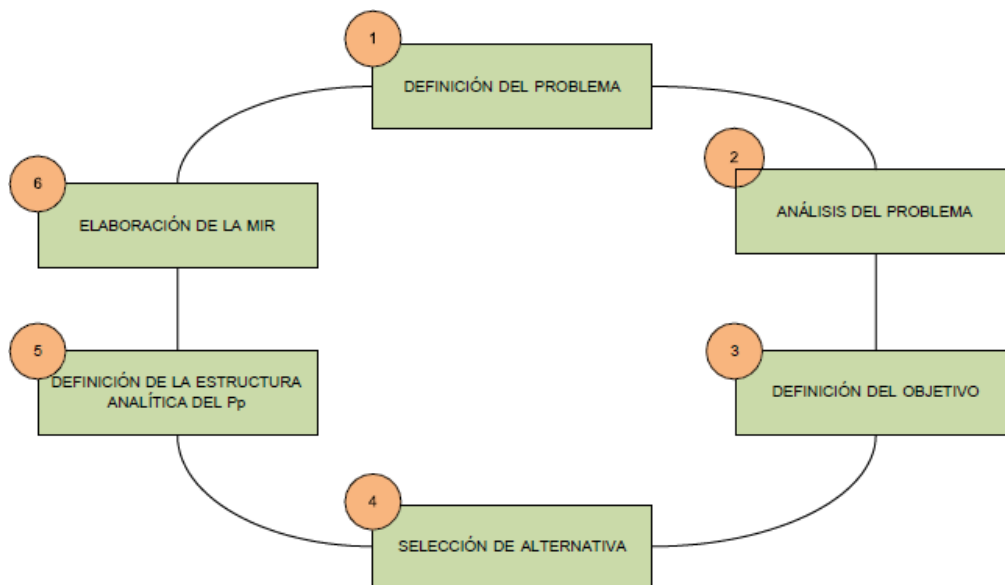 1
DEFINICIÓN DEL PROBLEMA
2
ANÁLISIS DEL PROBLEMA
3
DEFINICIÓN DEL OBJETIVO
4
SELECCIÓN DE ALTERNATIVA
5
DEFINICIÓN DE LA ESTRUCTURA
ANALÍTICA DEL Pp
6
ELABORACIÓN DE LA MIR